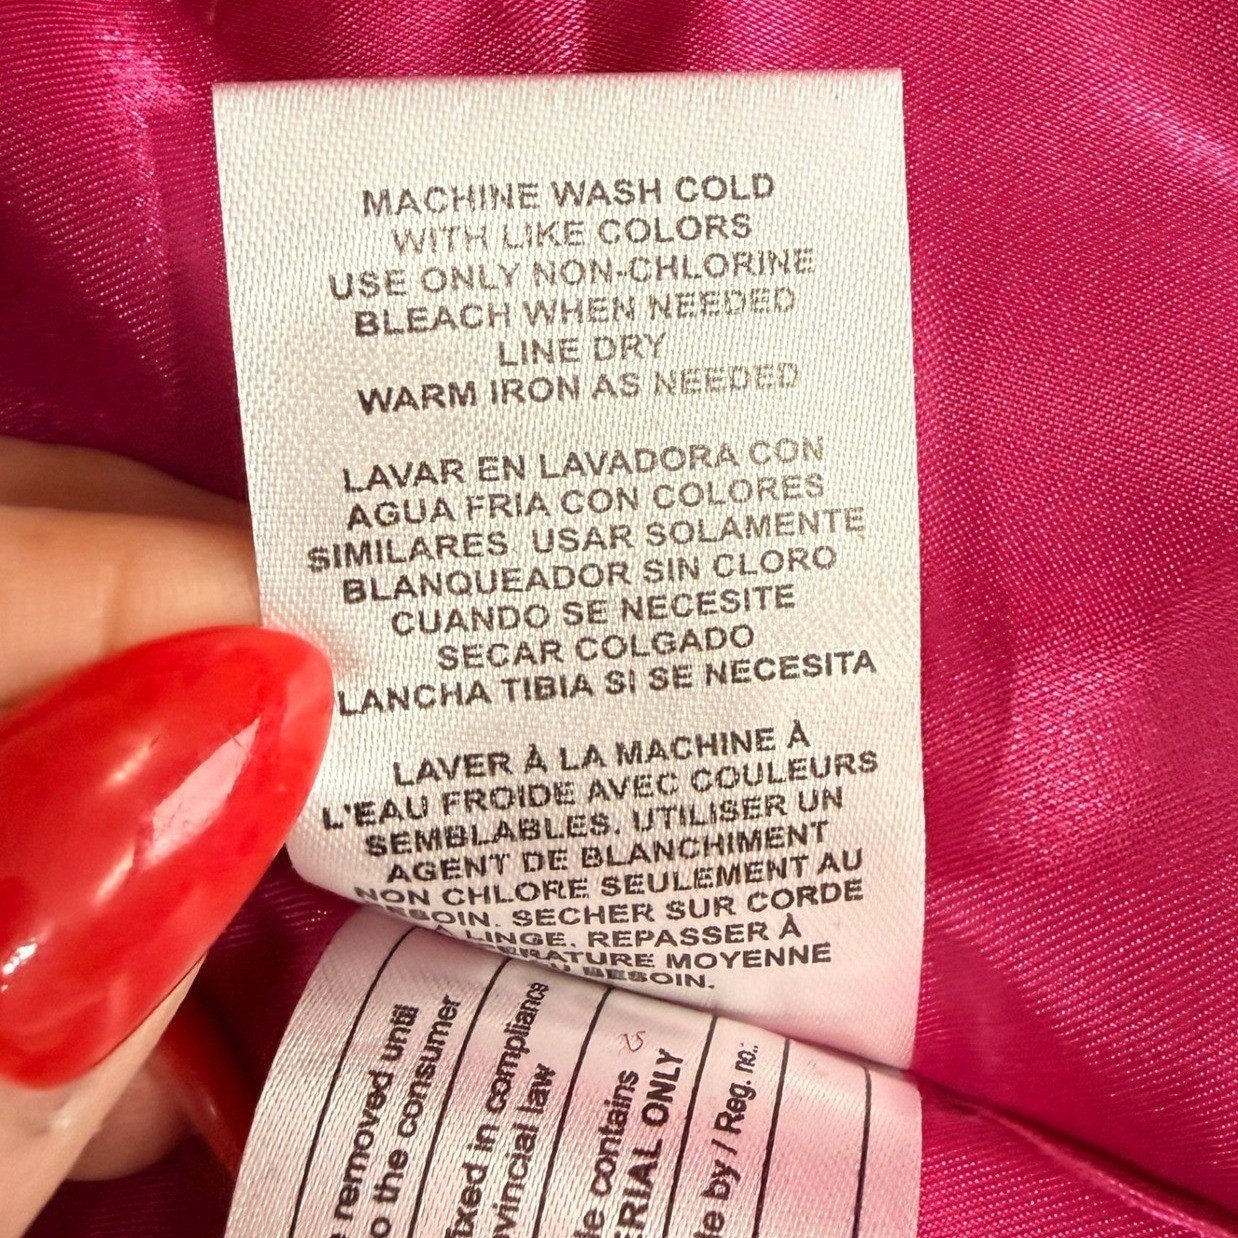 MACHINE WASH COLD
WITH LIKE COLORS
USE ONLY NON-CHLORINE
BLEACH WHEN NEEDED
LINE DRY
WARM IRON AS NEEDED
LAVAR EN LAVADORA CON
AGUA FRIA CON COLORES
SIMILARES USAR SOLAMENTE
BLANQUEADOR SIN CLORO
CUANDO SE NECESITE
SECAR COLGADO
LANCHA TIBIA SI SE NECESITA
LAVER À LA MACHINE À
L'EAU FROIDE AVEC COULEURS
SEMBLABLES. UTILISER UN
AGENT DE BLANCHIMENT
NON CHLORE SEULEMENT AU
SECHER SUR CORDE
À LINGE. REPASSER À
MOYENNE
BESOIN.
removed until
the consumer
in compliance
law
contains
ONLY
by / Reg. no.: